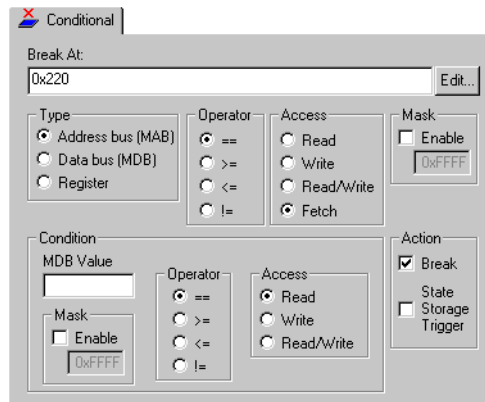 Conditional
Break At:
0x220
Edit...
Type
Address bus (MAB)
Data bus (MDB)
Register
Operator
==
>=
<=
!=
Access
Read
Write
Read/Write
Fetch
Mask
Enable
0xFFFF
Condition
MDB Value
Mask
Enable
0xFFFF
Operator
==
>=
<=
!=
Access
Read
Write
Read/Write
Action
Break
State
Storage
Trigger